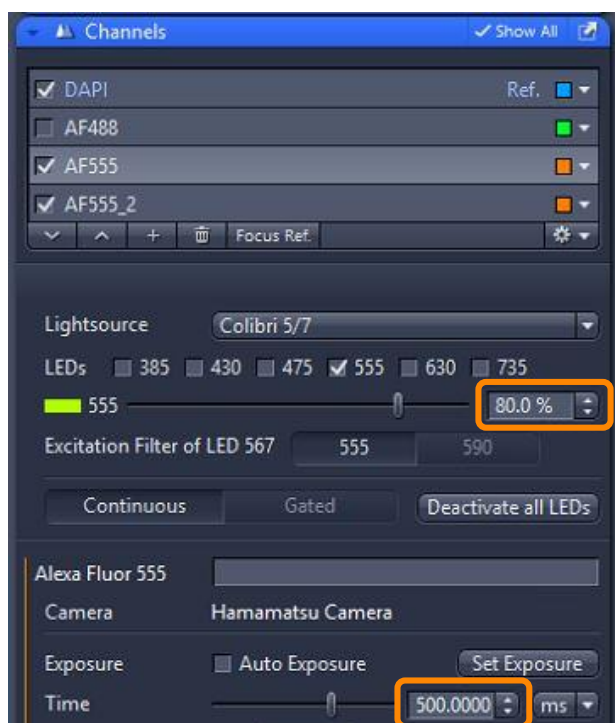 Channels Show All
DAPI Ref.
AF488
AF555
AF555_2
+ Focus Ref.
Lightsource Colibri 5/7
LEDs 385 430 475 555 630 735
555 80.0 %
Excitation Filter of LED 567 555 590
Continuous Gated Deactivate all LEDs
Alexa Fluor 555
Camera Hamamatsu Camera
Exposure Auto Exposure Set Exposure
Time 500.0000 ms